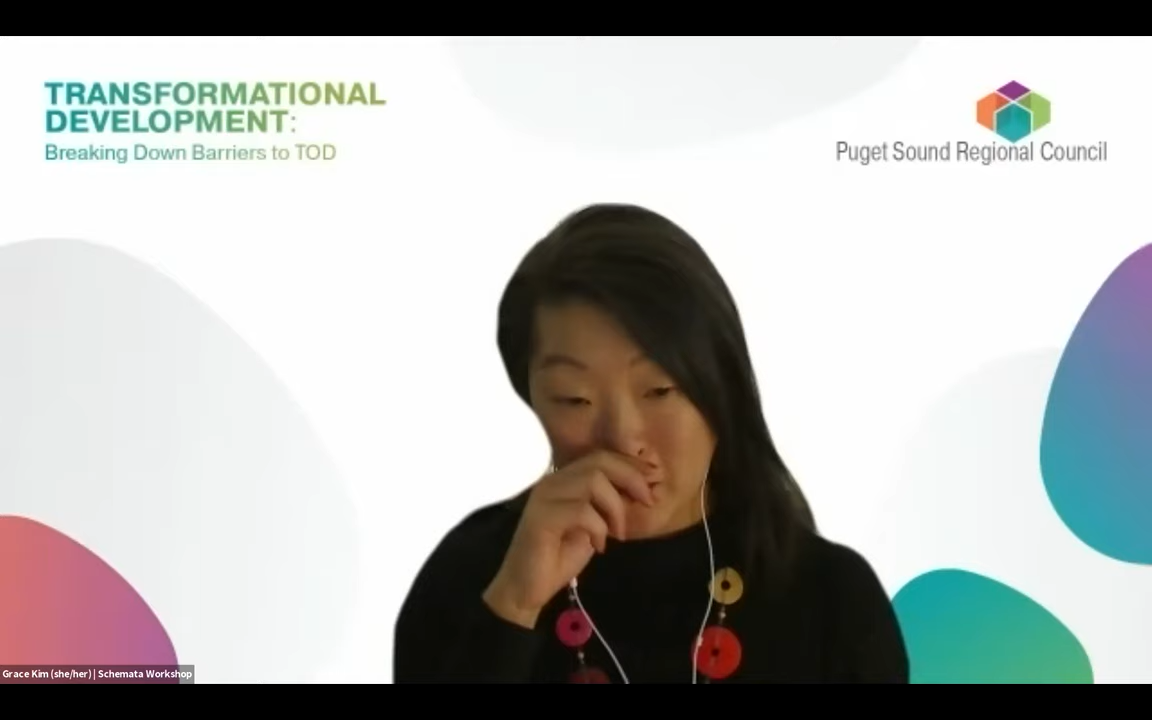 TRANSFORMATIONAL
DEVELOPMENT:
Breaking Down Barriers to TOD
Puget Sound Regional Council
Grace Kim (she/her) | Schemata Workshop